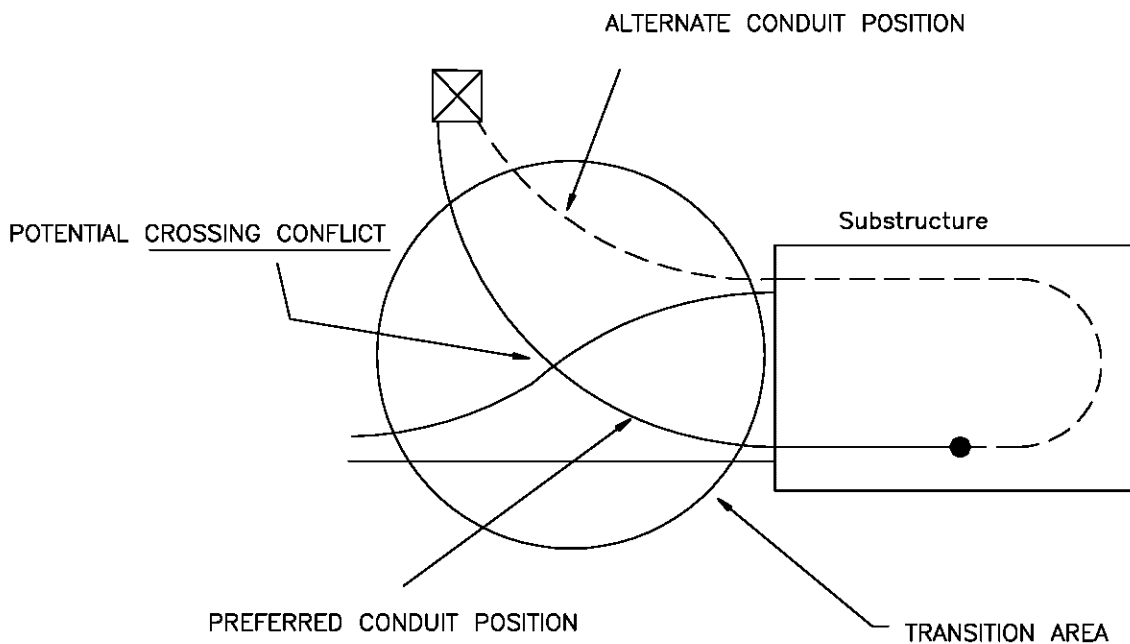 ALTERNATE CONDUIT POSITION
Substructure
POTENTIAL CROSSING CONFLICT
PREFERRED CONDUIT POSITION
TRANSITION AREA